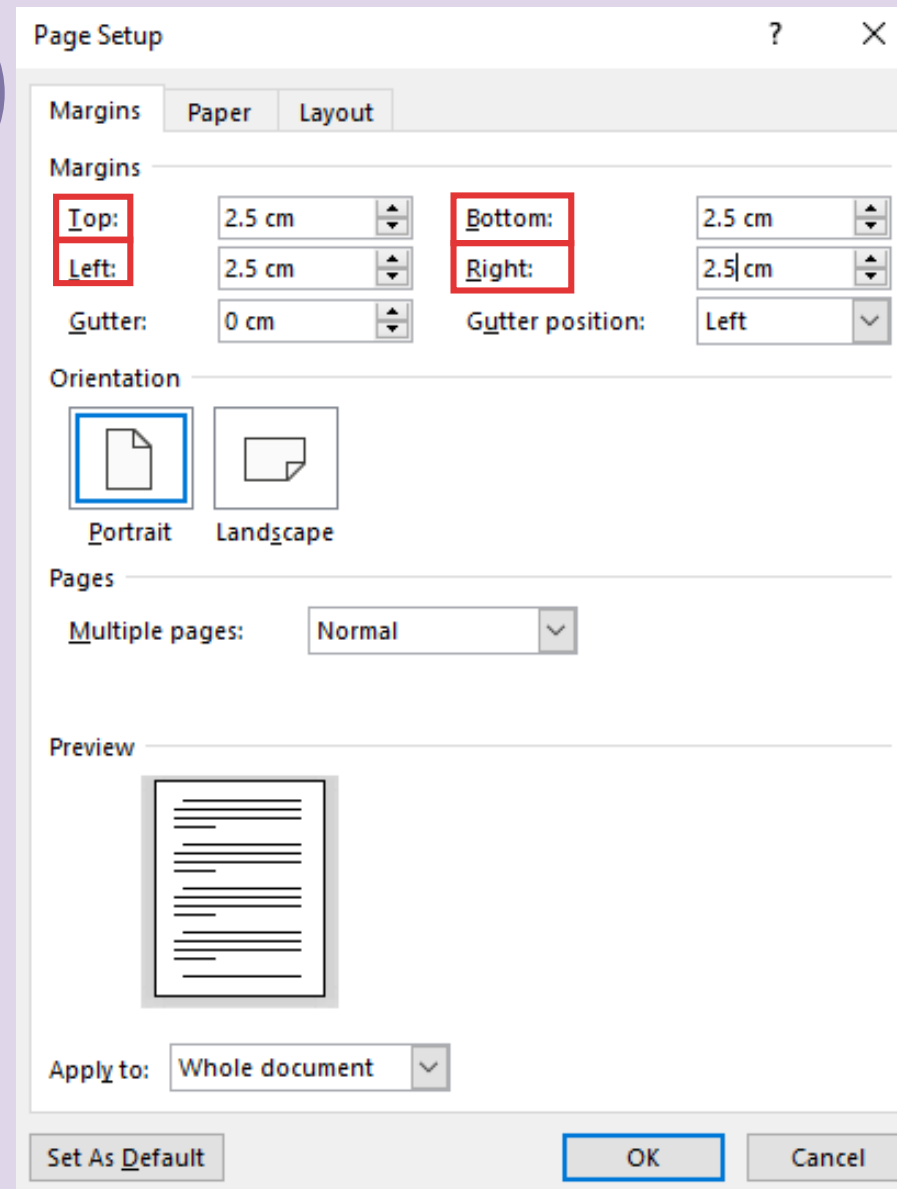 Page Setup ?
Margins Paper Layout
Margins
Top: 2.5 cm Bottom: 2.5 cm
Left: 2.5 cm Right: 2.5 cm
Gutter: 0 cm Gutter position: Left
Orientation
Portrait Landscape
Pages
Multiple pages: Normal
Preview
Apply to: Whole document
Set As Default OK Cancel